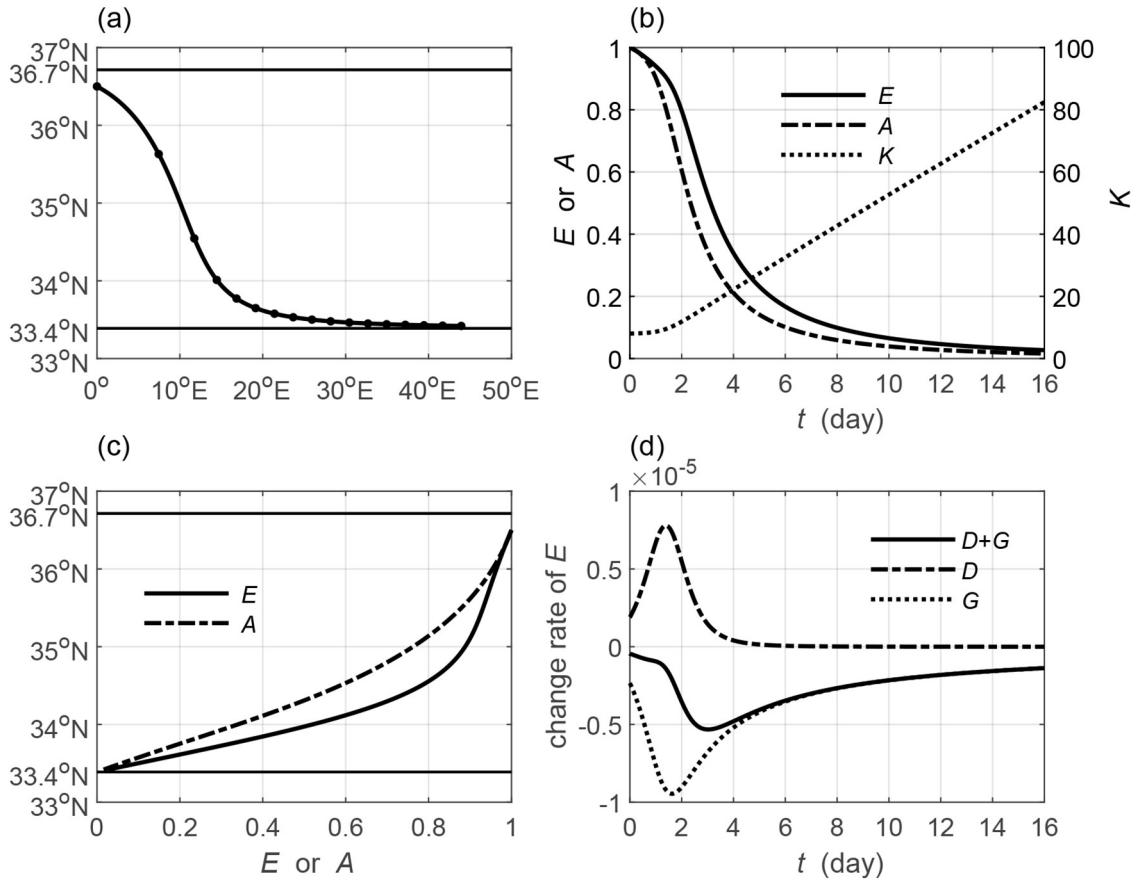 (a)
37°N
36.7°N
36°N
35°N
34°N
33.4°N
33°N
0° 10°E 20°E 30°E 40°E 50°E
(b)
1
0.8
0.6
0.4
0.2
0
E or A
E
A
K
100
80
60
40
20
0
K
0 2 4 6 8 10 12 14 16
t (day)
(c)
37°N
36.7°N
36°N
35°N
34°N
33.4°N
33°N
E
A
0 0.2 0.4 0.6 0.8 1
E or A
(d)
×10⁻⁵
1
0.5
0
-0.5
-1
change rate of E
D+G
D
G
0 2 4 6 8 10 12 14 16
t (day)